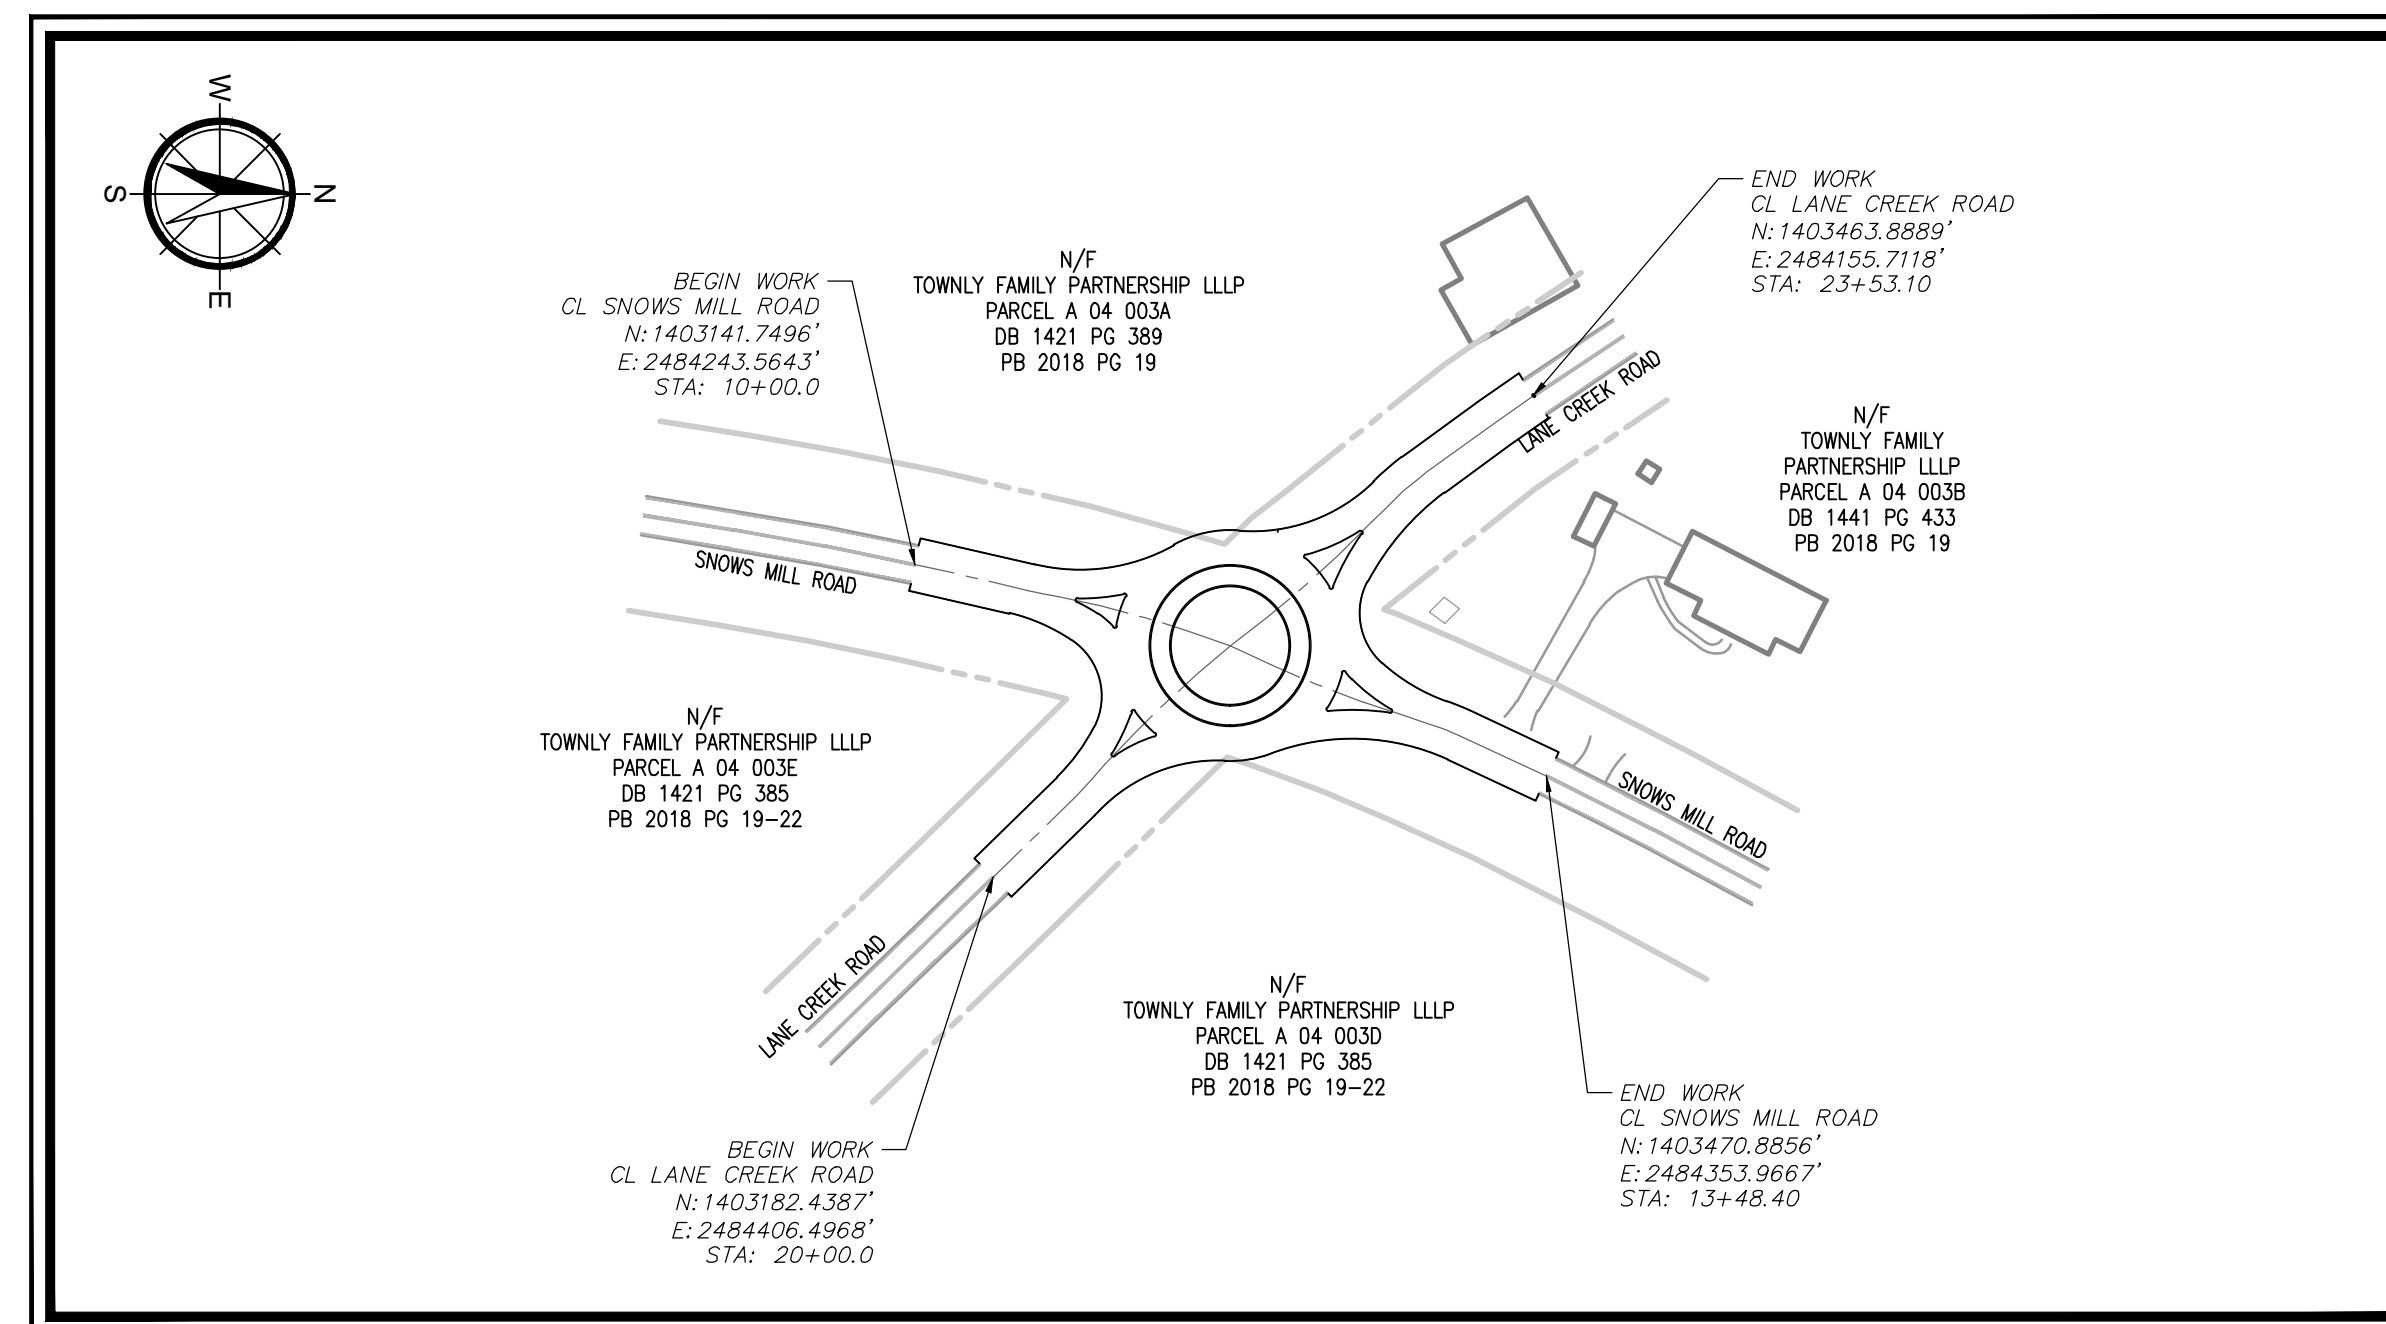 W
N
S
E
BEGIN WORK
CL SNOWS MILL ROAD
N:1403141.7496'
E:2484243.5643'
STA: 10+00.0
N/F
TOWNLY FAMILY PARTNERSHIP LLLP
PARCEL A 04 003A
DB 1421 PG 389
PB 2018 PG 19
END WORK
CL LANE CREEK ROAD
N:1403463.8889'
E:2484155.7118'
STA: 23+53.10
LANE CREEK ROAD
N/F
TOWNLY FAMILY
PARTNERSHIP LLLP
PARCEL A 04 003B
DB 1441 PG 433
PB 2018 PG 19
SNOWS MILL ROAD
N/F
TOWNLY FAMILY PARTNERSHIP LLLP
PARCEL A 04 003E
DB 1421 PG 385
PB 2018 PG 19-22
SNOWS MILL ROAD
LANE CREEK ROAD
N/F
TOWNLY FAMILY PARTNERSHIP LLLP
PARCEL A 04 003D
DB 1421 PG 385
PB 2018 PG 19-22
BEGIN WORK
CL LANE CREEK ROAD
N:1403182.4387'
E:2484406.4968'
STA: 20+00.0
END WORK
CL SNOWS MILL ROAD
N:1403470.8856'
E:2484353.9667'
STA: 13+48.40